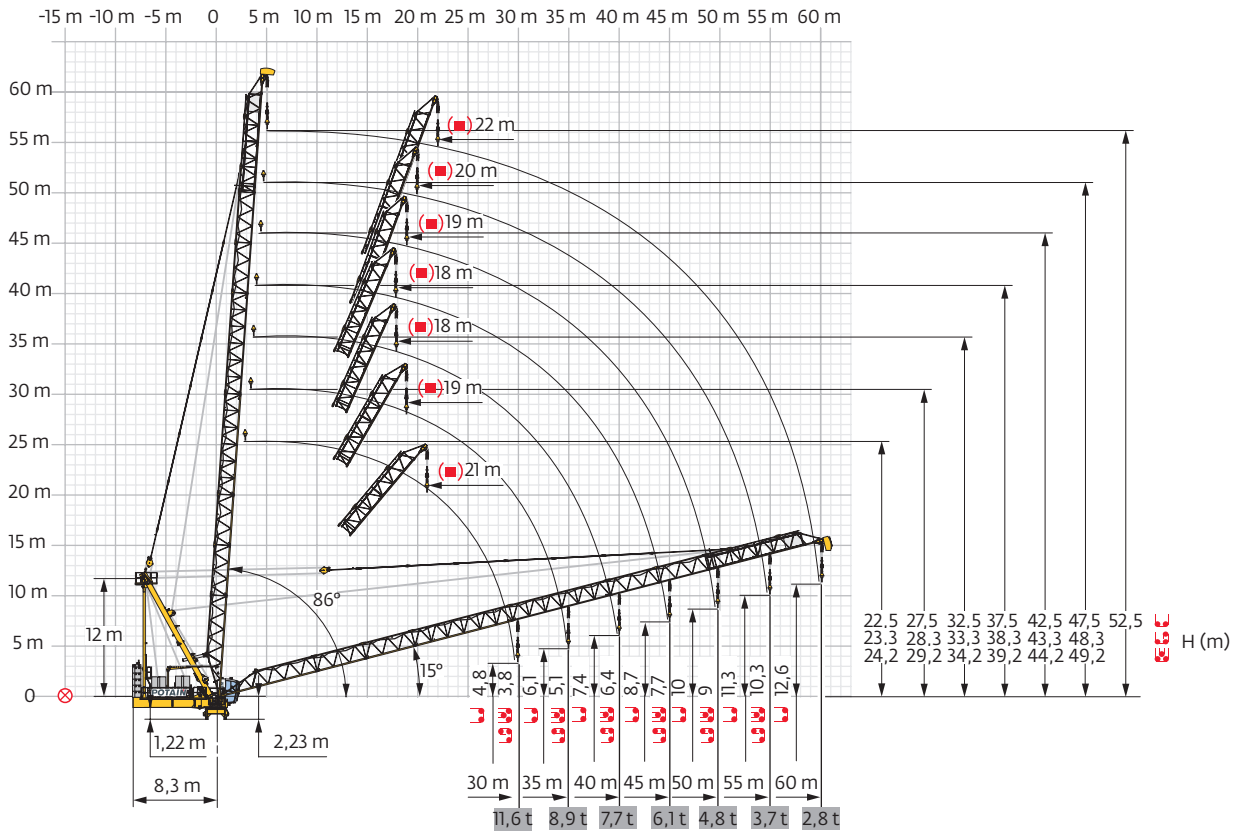 -15 m -10 m -5 m 0 5 m 10 m 15 m 20 m 25 m 30 m 35 m 40 m 45 m 50 m 55 m 60 m
60 m
55 m
50 m
45 m
40 m
35 m
30 m
25 m
20 m
15 m
10 m
5 m
0
22 m
20 m
19 m
18 m
18 m
19 m
21 m
86°
15°
12 m
POTAIN
1,22 m
2,23 m
8,3 m
22,5 27,5 32,5 37,5 42,5 47,5 52,5
23,3 28,3 33,3 38,3 43,3 48,3
24,2 29,2 34,2 39,2 44,2 49,2
H (m)
4,8 3,8 6,1 5,1 7,4 6,4 8,7 7,7 10 9 11,3 10,3 12,6
30 m 35 m 40 m 45 m 50 m 55 m 60 m
11,6 t 8,9 t 7,7 t 6,1 t 4,8 t 3,7 t 2,8 t